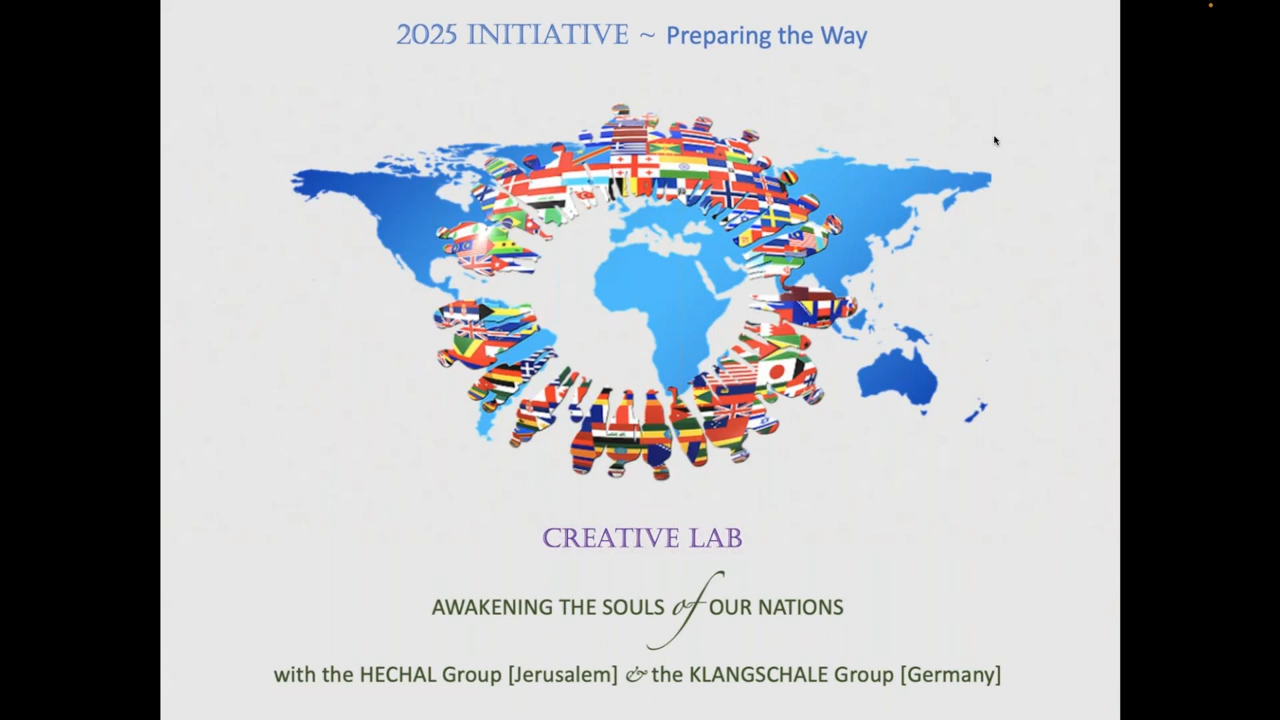 2025 INITIATIVE ~ Preparing the Way
CREATIVE LAB
AWAKENING THE SOULS of OUR NATIONS
with the HECHAL Group [Jerusalem] & the KLANGSCHALE Group [Germany]